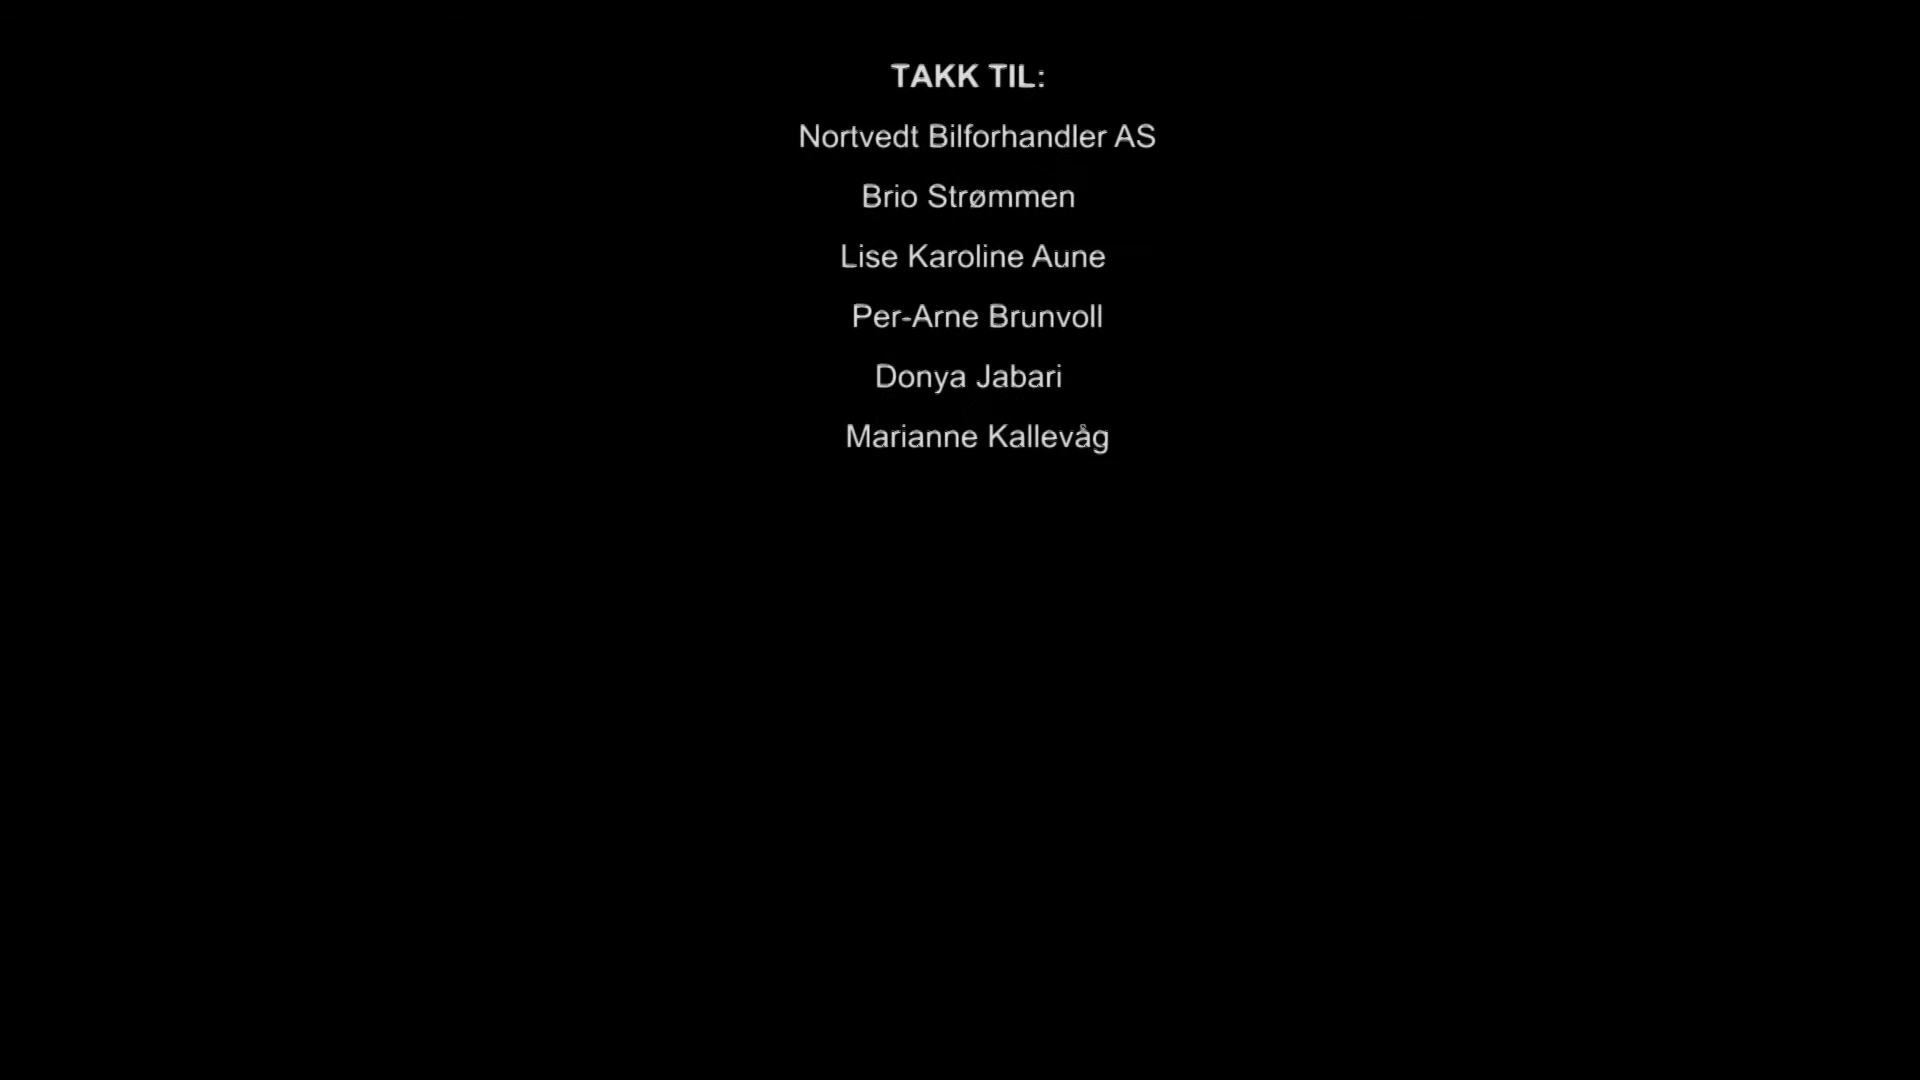 TAKK TIL:
Nortvedt Bilforhandler AS
Brio Strømmen
Lise Karoline Aune
Per-Arne Brunvoll
Donya Jabari
Marianne Kallevåg